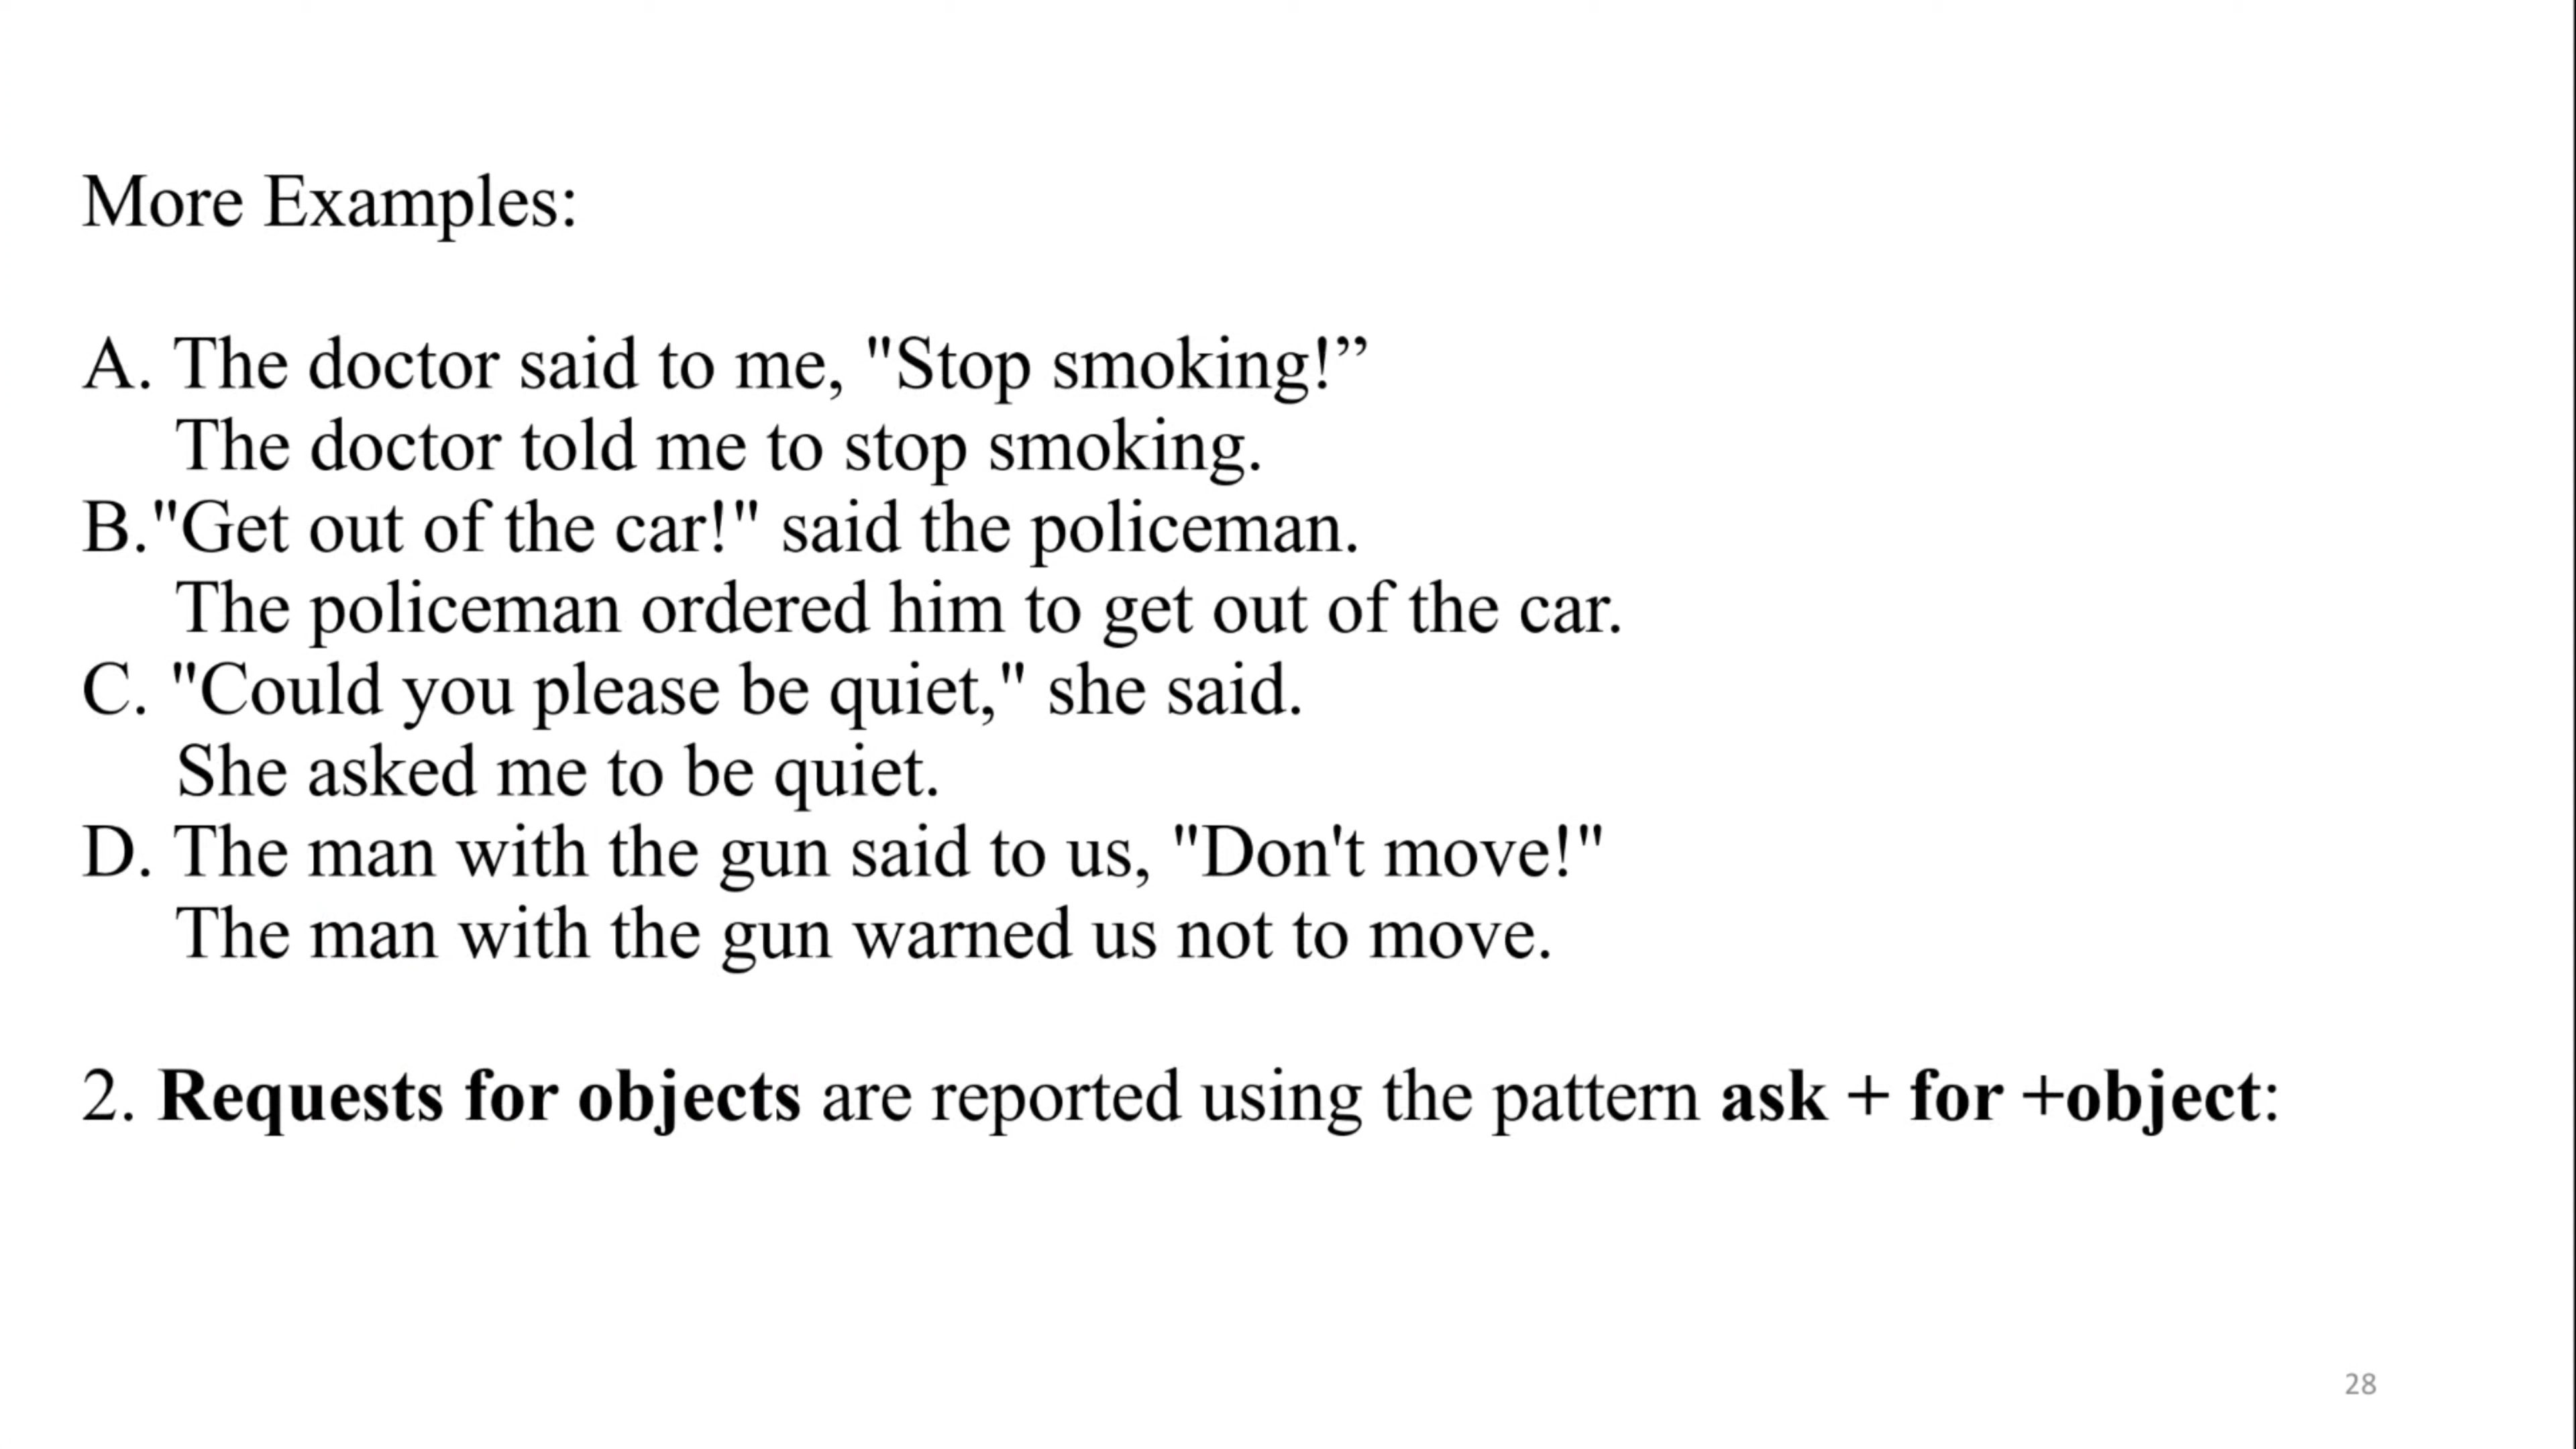 More Examples:
A. The doctor said to me, "Stop smoking!”
The doctor told me to stop smoking.
B."Get out of the car!" said the policeman.
The policeman ordered him to get out of the car.
C. "Could you please be quiet," she said.
She asked me to be quiet.
D. The man with the gun said to us, "Don't move!"
The man with the gun warned us not to move.
2. Requests for objects are reported using the pattern ask + for +object:
28